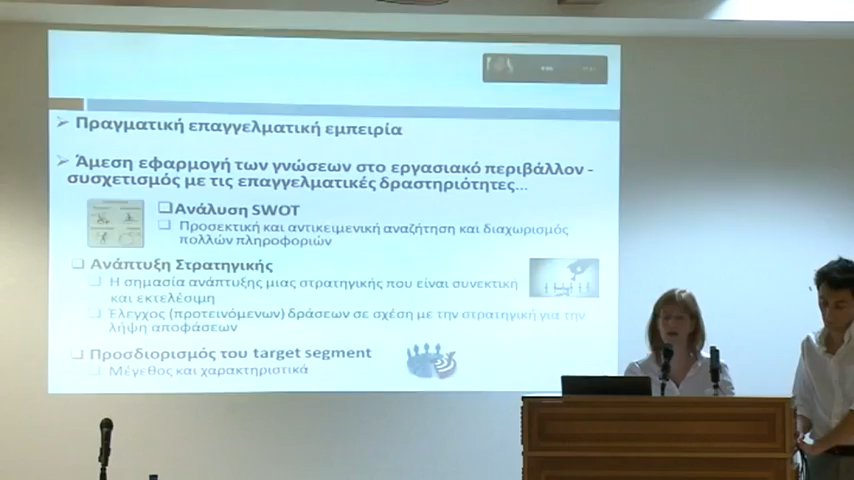 Πραγματική επαγγελματική εμπειρία
Άμεση εφαρμογή των γνώσεων στο εργασιακό περιβάλλον -
συσχετισμός με τις επαγγελματικές δραστηριότητες...
Ανάλυση SWOT
Προσεκτική και αντικειμενική αναζήτηση και διαχωρισμός
πολλών πληροφοριών
Ανάπτυξη Στρατηγικής
Η σημασία ανάπτυξης μιας στρατηγικής που είναι συνεκτική
και εκτελέσιμη
Έλεγχος (προτεινόμενων) δράσεων σε σχέση με την στρατηγική για την
λήψη αποφάσεων
Προσδιορισμός του target segment
Μέγεθος και χαρακτηριστικά